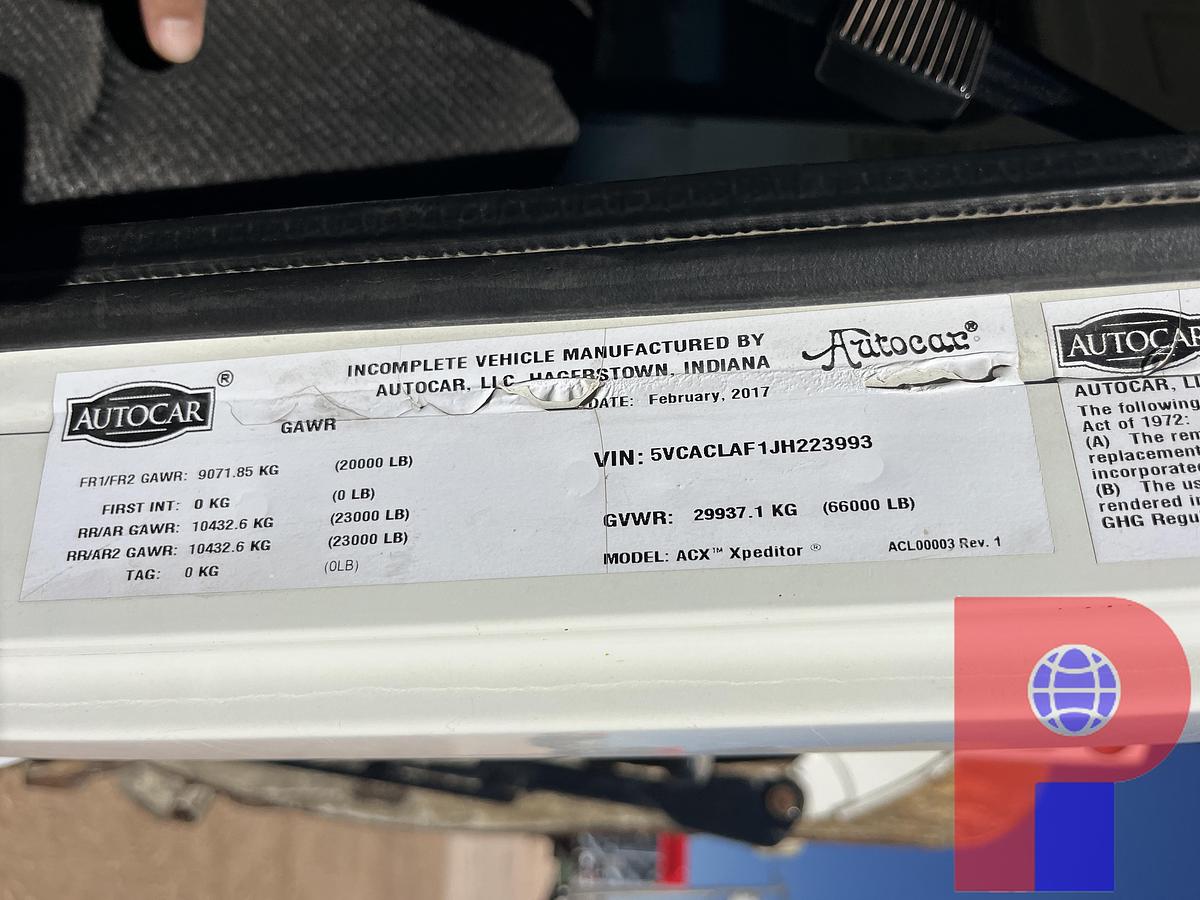 INCOMPLETE VEHICLE MANUFACTURED BY
AUTOCAR, LLC HAGERSTOWN, INDIANA
Autocar®
AUTOCAR®
DATE: February, 2017
GAWR
FR1/FR2 GAWR: 9071.85 KG (20000 LB)
FIRST INT: 0 KG (0 LB)
RR/AR GAWR: 10432.6 KG (23000 LB)
RR/AR2 GAWR: 10432.6 KG (23000 LB)
TAG: 0 KG (0LB)
VIN: 5VCACLAF1JH223993
GVWR: 29937.1 KG (66000 LB)
MODEL: ACX™ Xpeditor ®
ACL00003 Rev. 1
AUTOCAR
AUTOCAR, LL
The following
Act of 1972:
(A) The rem
replacement
incorporate
(B) The us
rendered in
GHG Regu